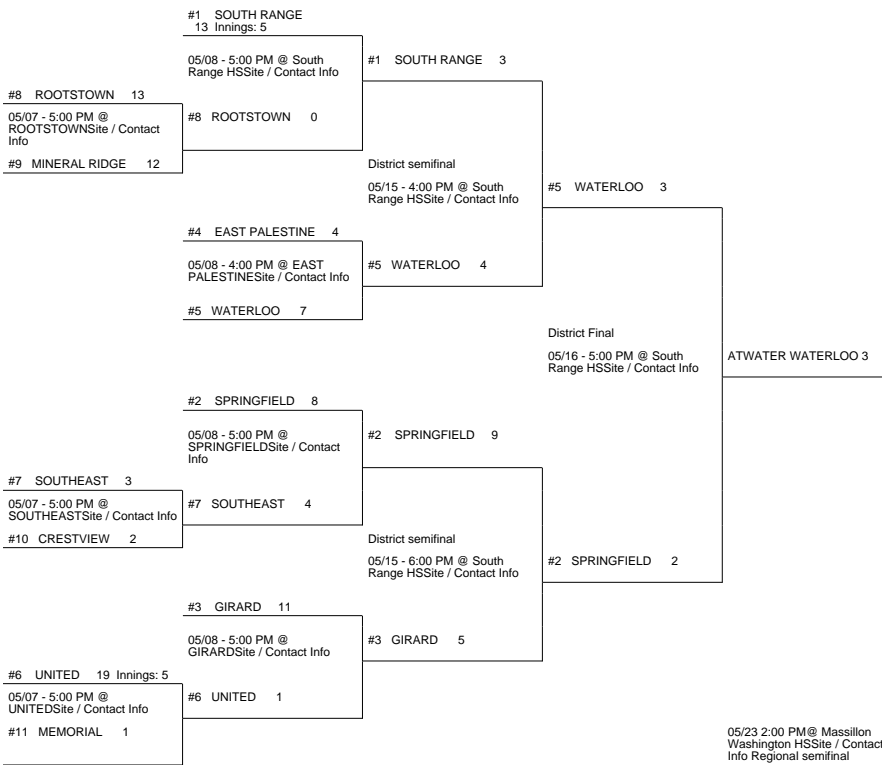 #1 SOUTH RANGE
13 Innings: 5
05/08 - 5:00 PM @ South
Range HSSite / Contact Info
#1 SOUTH RANGE 3
#8 ROOTSTOWN 13
05/07 - 5:00 PM @
ROOTSTOWNSite / Contact
Info
#8 ROOTSTOWN 0
#9 MINERAL RIDGE 12
District semifinal
05/15 - 4:00 PM @ South
Range HSSite / Contact Info
#5 WATERLOO 3
#4 EAST PALESTINE 4
05/08 - 4:00 PM @ EAST
PALESTINESite / Contact Info
#5 WATERLOO 4
#5 WATERLOO 7
District Final
05/16 - 5:00 PM @ South
Range HSSite / Contact Info
ATWATER WATERLOO 3
#2 SPRINGFIELD 8
05/08 - 5:00 PM @
SPRINGFIELDSite / Contact
Info
#2 SPRINGFIELD 9
#7 SOUTHEAST 3
05/07 - 5:00 PM @
SOUTHEASTSite / Contact Info
#7 SOUTHEAST 4
#10 CRESTVIEW 2
District semifinal
05/15 - 6:00 PM @ South
Range HSSite / Contact Info
#2 SPRINGFIELD 2
#3 GIRARD 11
05/08 - 5:00 PM @
GIRARDSite / Contact Info
#3 GIRARD 5
#6 UNITED 19 Innings: 5
05/07 - 5:00 PM @
UNITEDSite / Contact Info
#6 UNITED 1
#11 MEMORIAL 1
05/23 2:00 PM@ Massillon
Washington HSSite / Contact
Info Regional semifinal